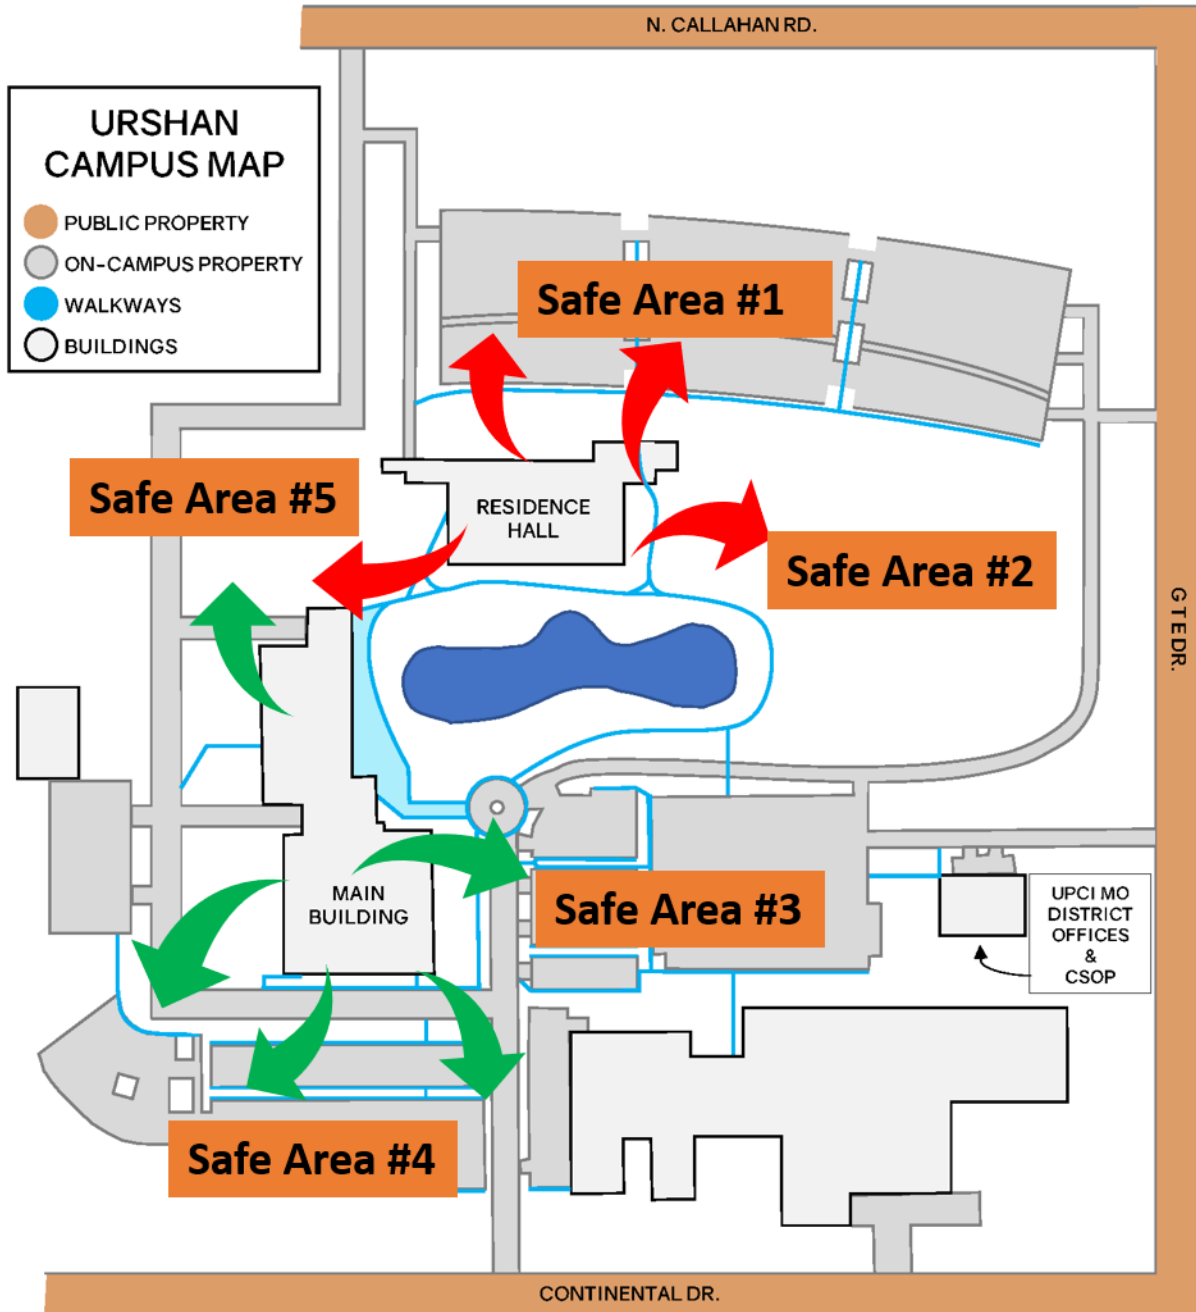 N. CALLAHAN RD.
URSHAN
CAMPUS MAP
PUBLIC PROPERTY
ON-CAMPUS PROPERTY
WALKWAYS
BUILDINGS
Safe Area #1
Safe Area #5
RESIDENCE
HALL
Safe Area #2
GTE DR.
MAIN
BUILDING
Safe Area #3
UPCI MO
DISTRICT
OFFICES
&
CSOP
Safe Area #4
CONTINENTAL DR.